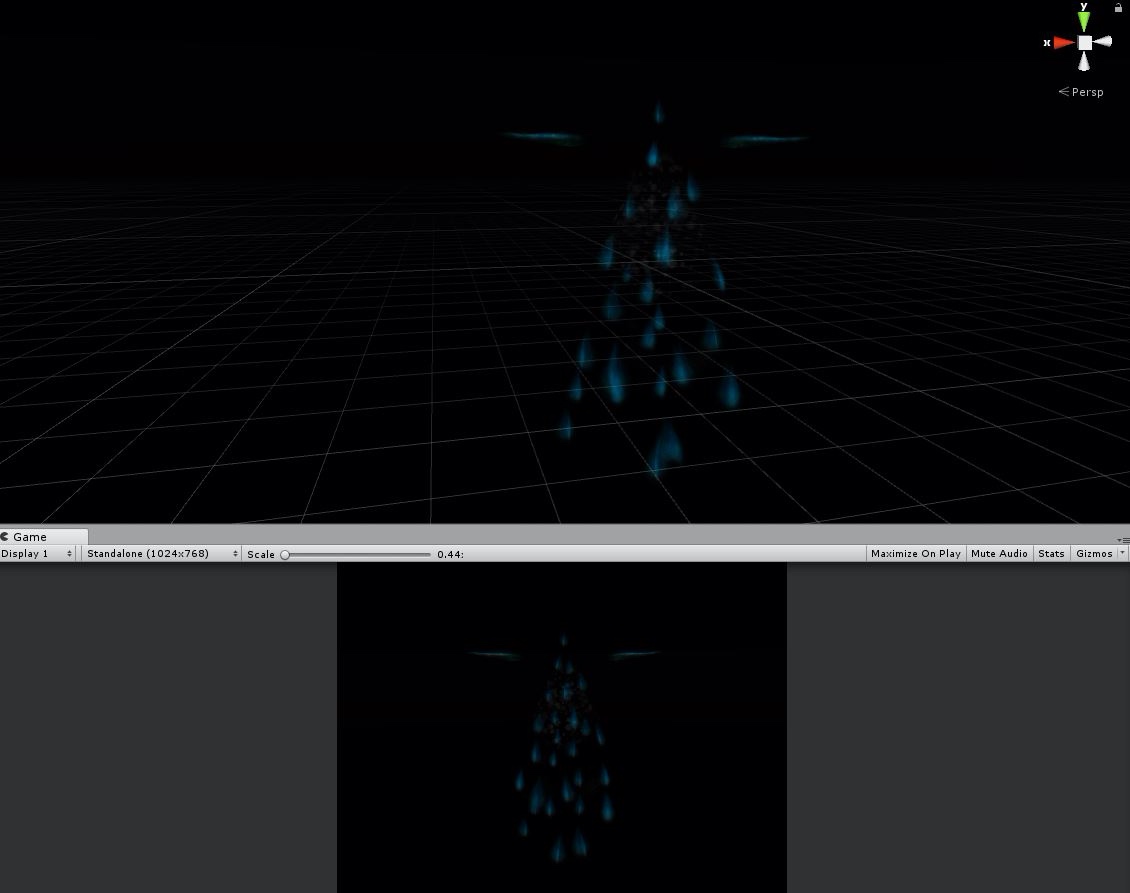 y
x
Persp
Game
Display 1
Standalone (1024x768)
Scale
0.44:
Maximize On Play
Mute Audio
Stats
Gizmos